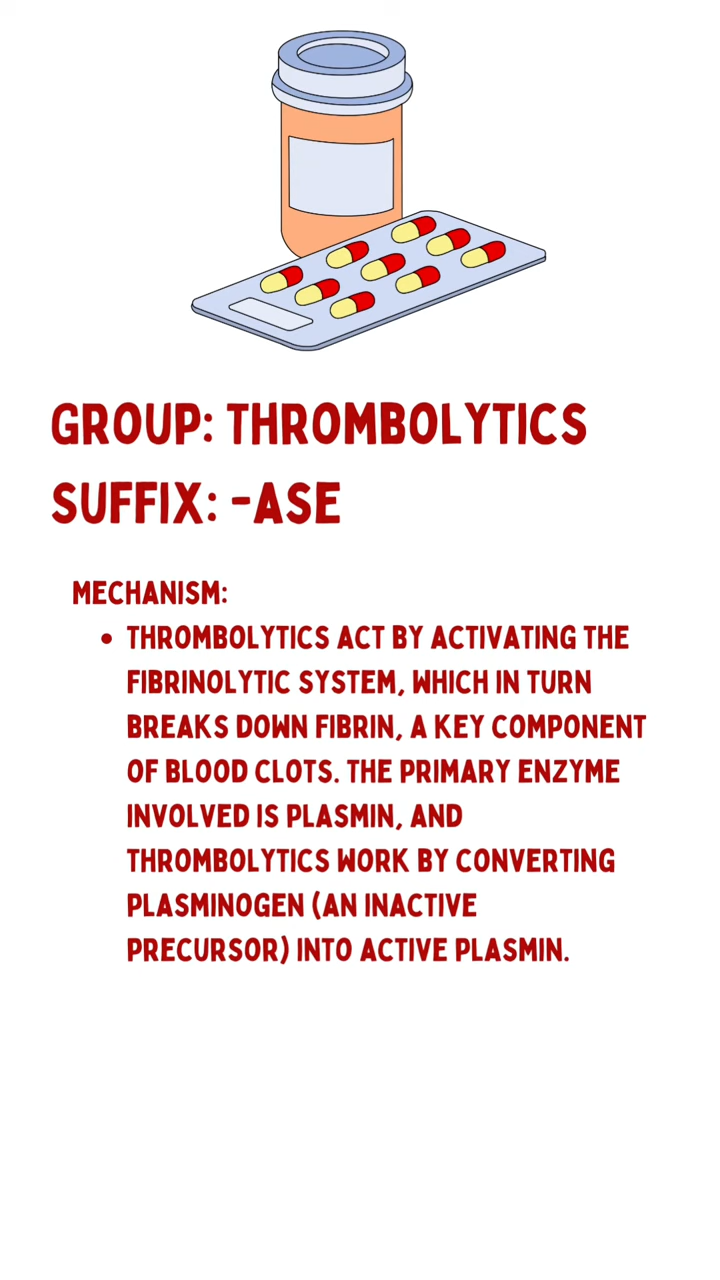 GROUP: THROMBOLYTICS
SUFFIX: -ASE
MECHANISM:
• THROMBOLYTICS ACT BY ACTIVATING THE
FIBRINOLYTIC SYSTEM, WHICH IN TURN
BREAKS DOWN FIBRIN, A KEY COMPONENT
OF BLOOD CLOTS. THE PRIMARY ENZYME
INVOLVED IS PLASMIN, AND
THROMBOLYTICS WORK BY CONVERTING
PLASMINOGEN (AN INACTIVE
PRECURSOR) INTO ACTIVE PLASMIN.